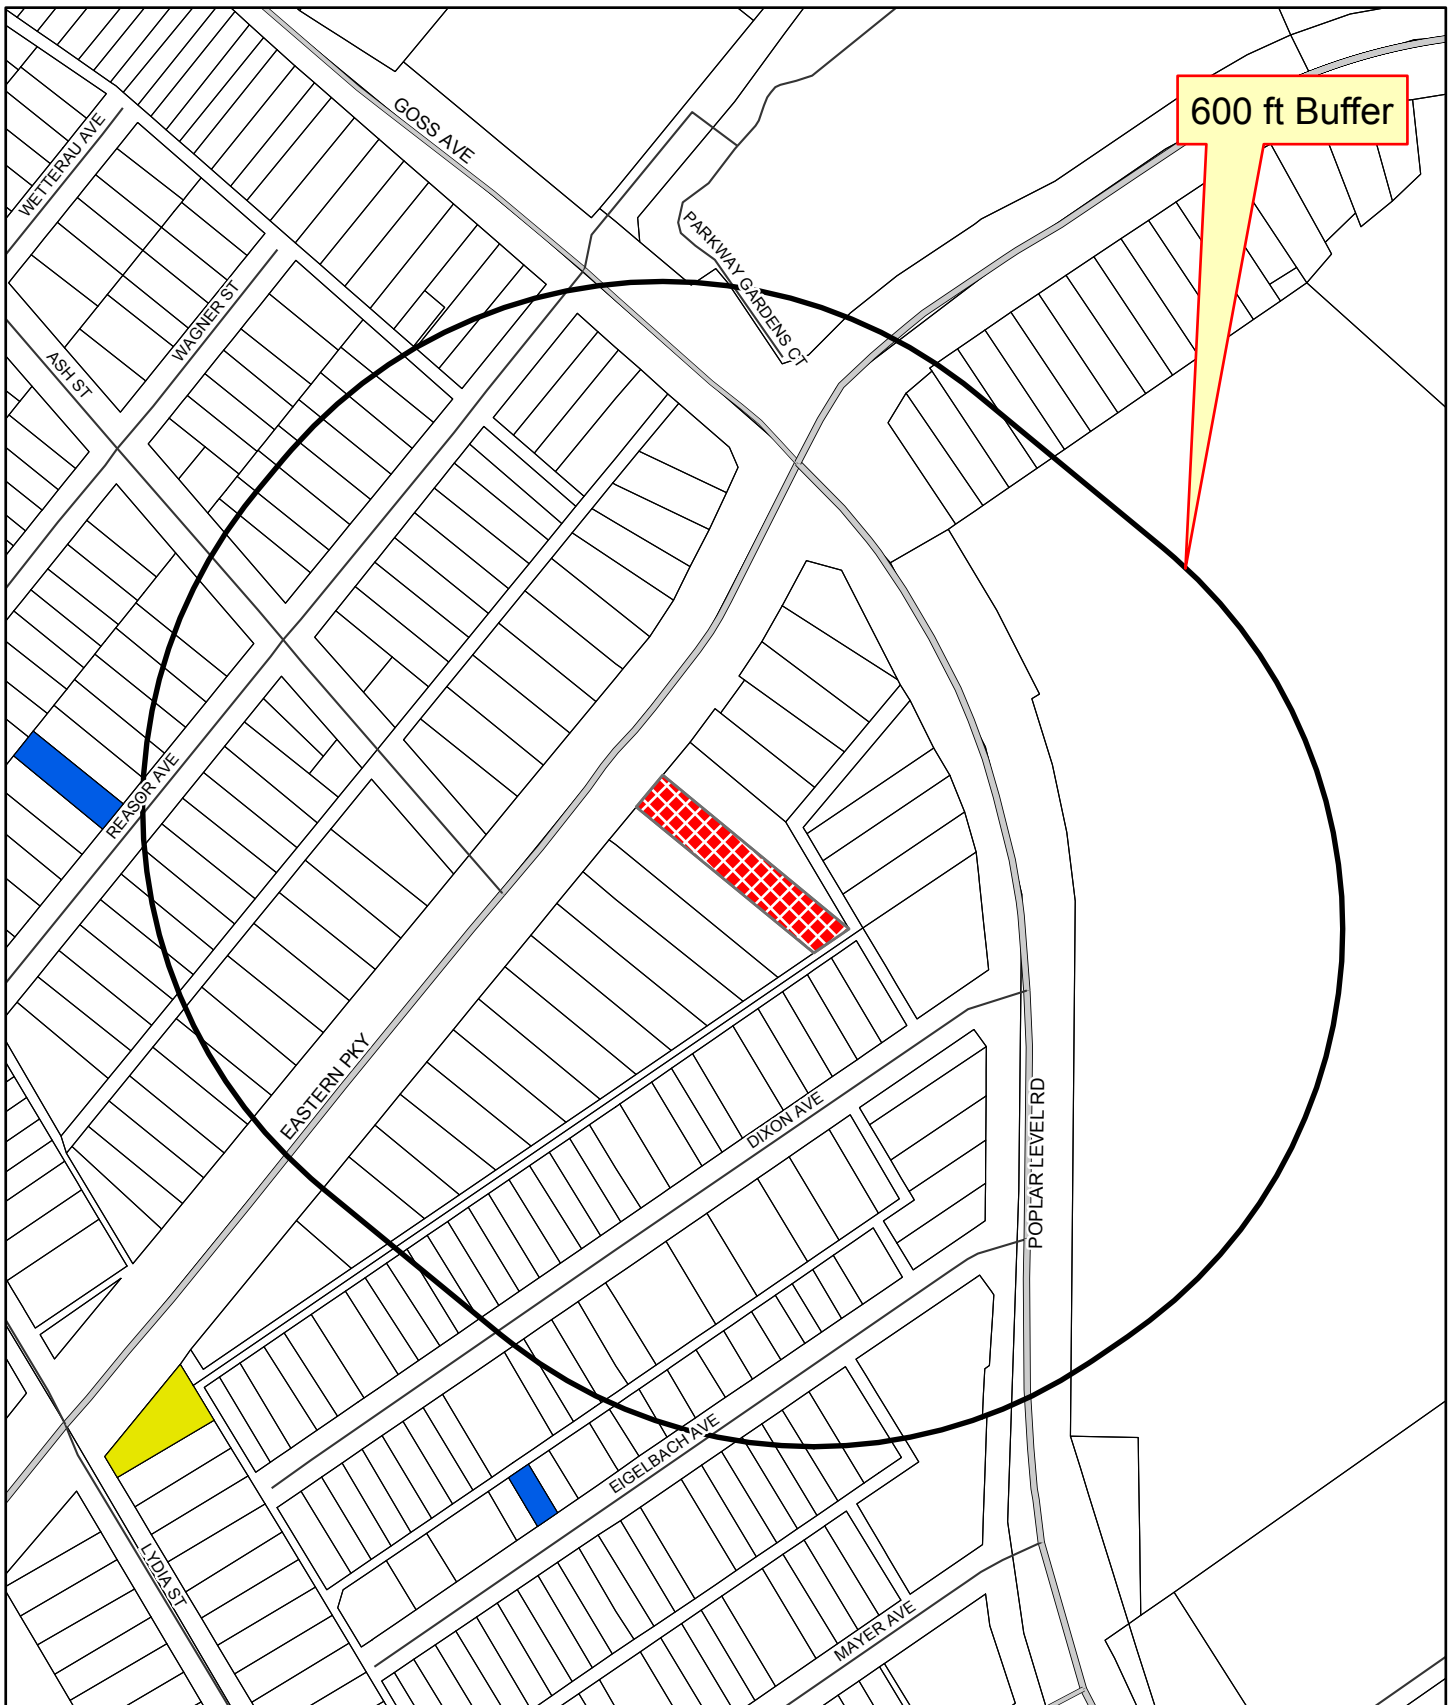 600 ft Buffer
GOSS AVE
WETTERAU AVE
PARKWAY GARDENS CT
WAGNER ST
ASH ST
REASOR AVE
EASTERN PKY
DIXON AVE
POPLAR LEVEL RD
EIGELBACH AVE
LYDIA ST
MAYER AVE